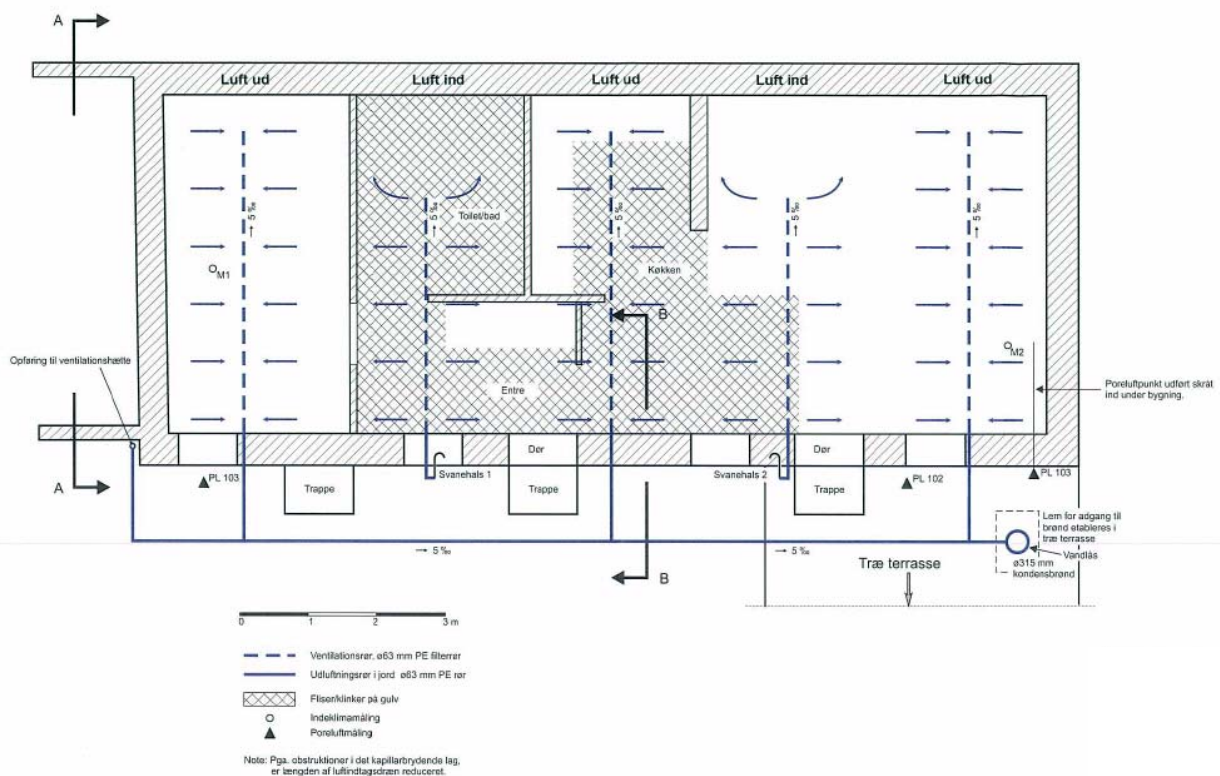 A
Luft ud
Luft ind
Luft ud
Luft ind
Luft ud
→ 5 ‰
→ 5 ‰
→ 5 ‰
→ 5 ‰
→ 5 ‰
Toilet/bad
Køkken
M1
B
M2
Opføring til ventilationshætte
Entre
Poreluftpunkt udført skråt
ind under bygning.
Dør
Dør
A
PL 103
Svanehals 1
Svanehals 2
PL 102
PL 103
Trappe
Trappe
Trappe
Lem for adgang til
brønd etableres i
træ terrasse
Vandlås
ø315 mm
kondensbrønd
→ 5 ‰
→ 5 ‰
B
Træ terrasse
0 1 2 3 m
Ventilationsrør, ø63 mm PE filterrør
Udluftningsrør i jord ø63 mm PE rør
Fliser/klinker på gulv
Indeklimamåling
Poreluftmåling
Note: Pga. obstruktioner i det kapillarbrydende lag,
er længden af luftindtagsdræn reduceret.